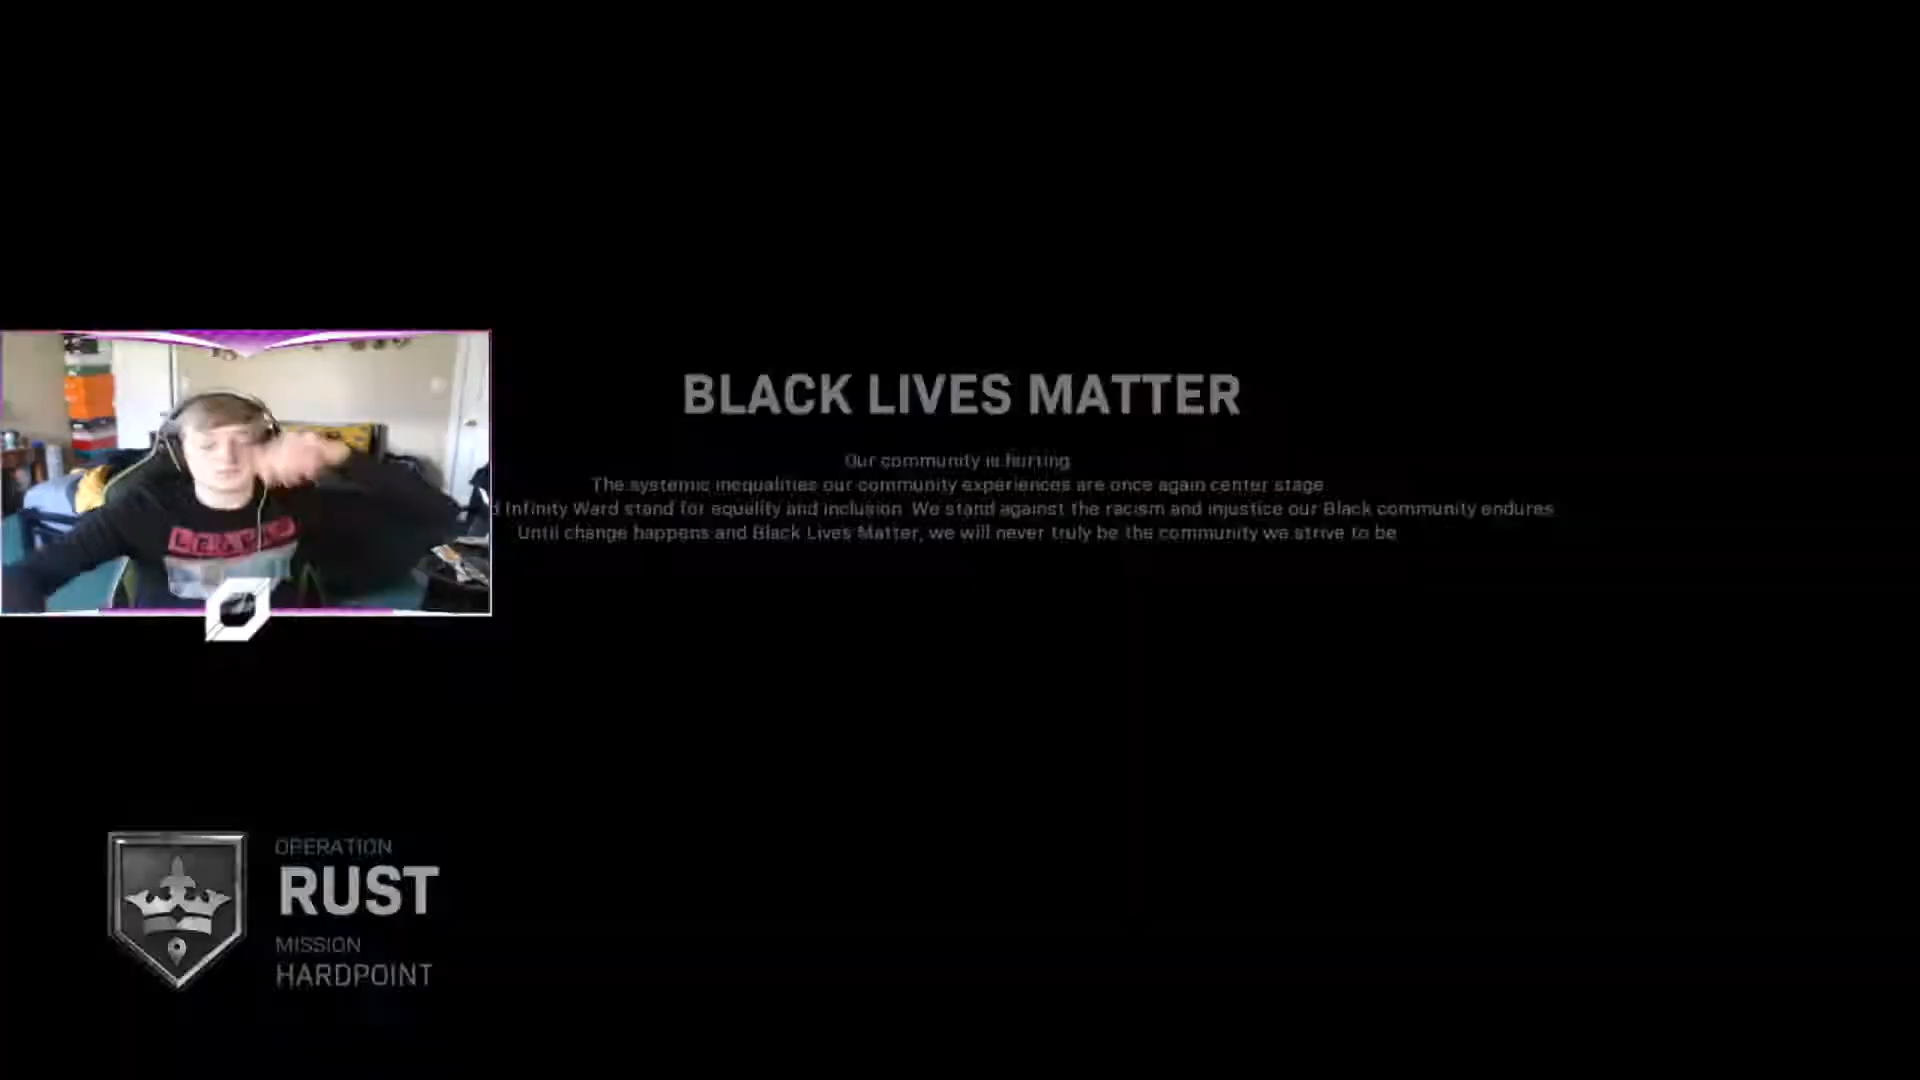 BLACK LIVES MATTER
Our community is hurting.
The systemic inequalities our community experiences are once again center stage.
d Infinity Ward stand for equality and inclusion. We stand against the racism and injustice our Black community endures.
Until change happens and Black Lives Matter, we will never truly be the community we strive to be.
OPERATION
RUST
MISSION
HARDPOINT